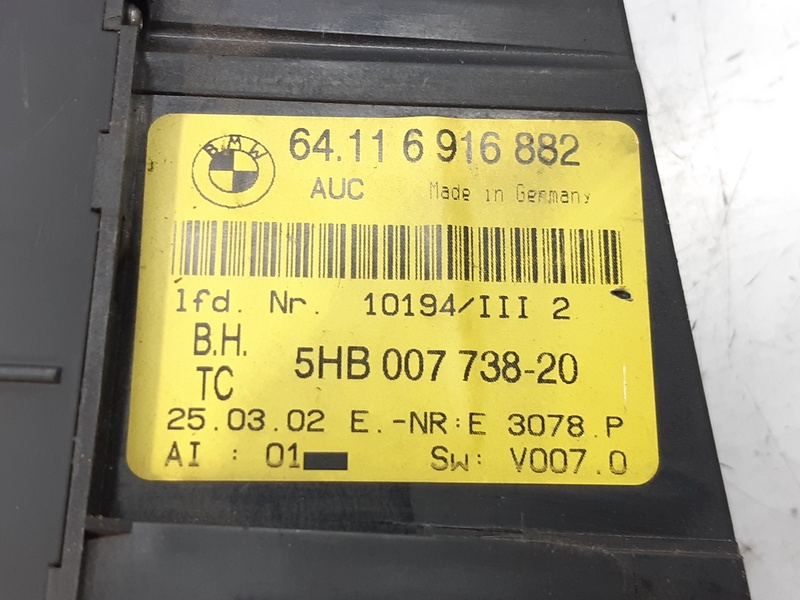 BMW
64.11 6 916 882
AUC Made in Germany
lfd. Nr. 10194/III 2
B.H.
TC
5HB 007 738-20
25.03.02 E.-NR:E 3078.P
AI : 01
Sw: V007.0